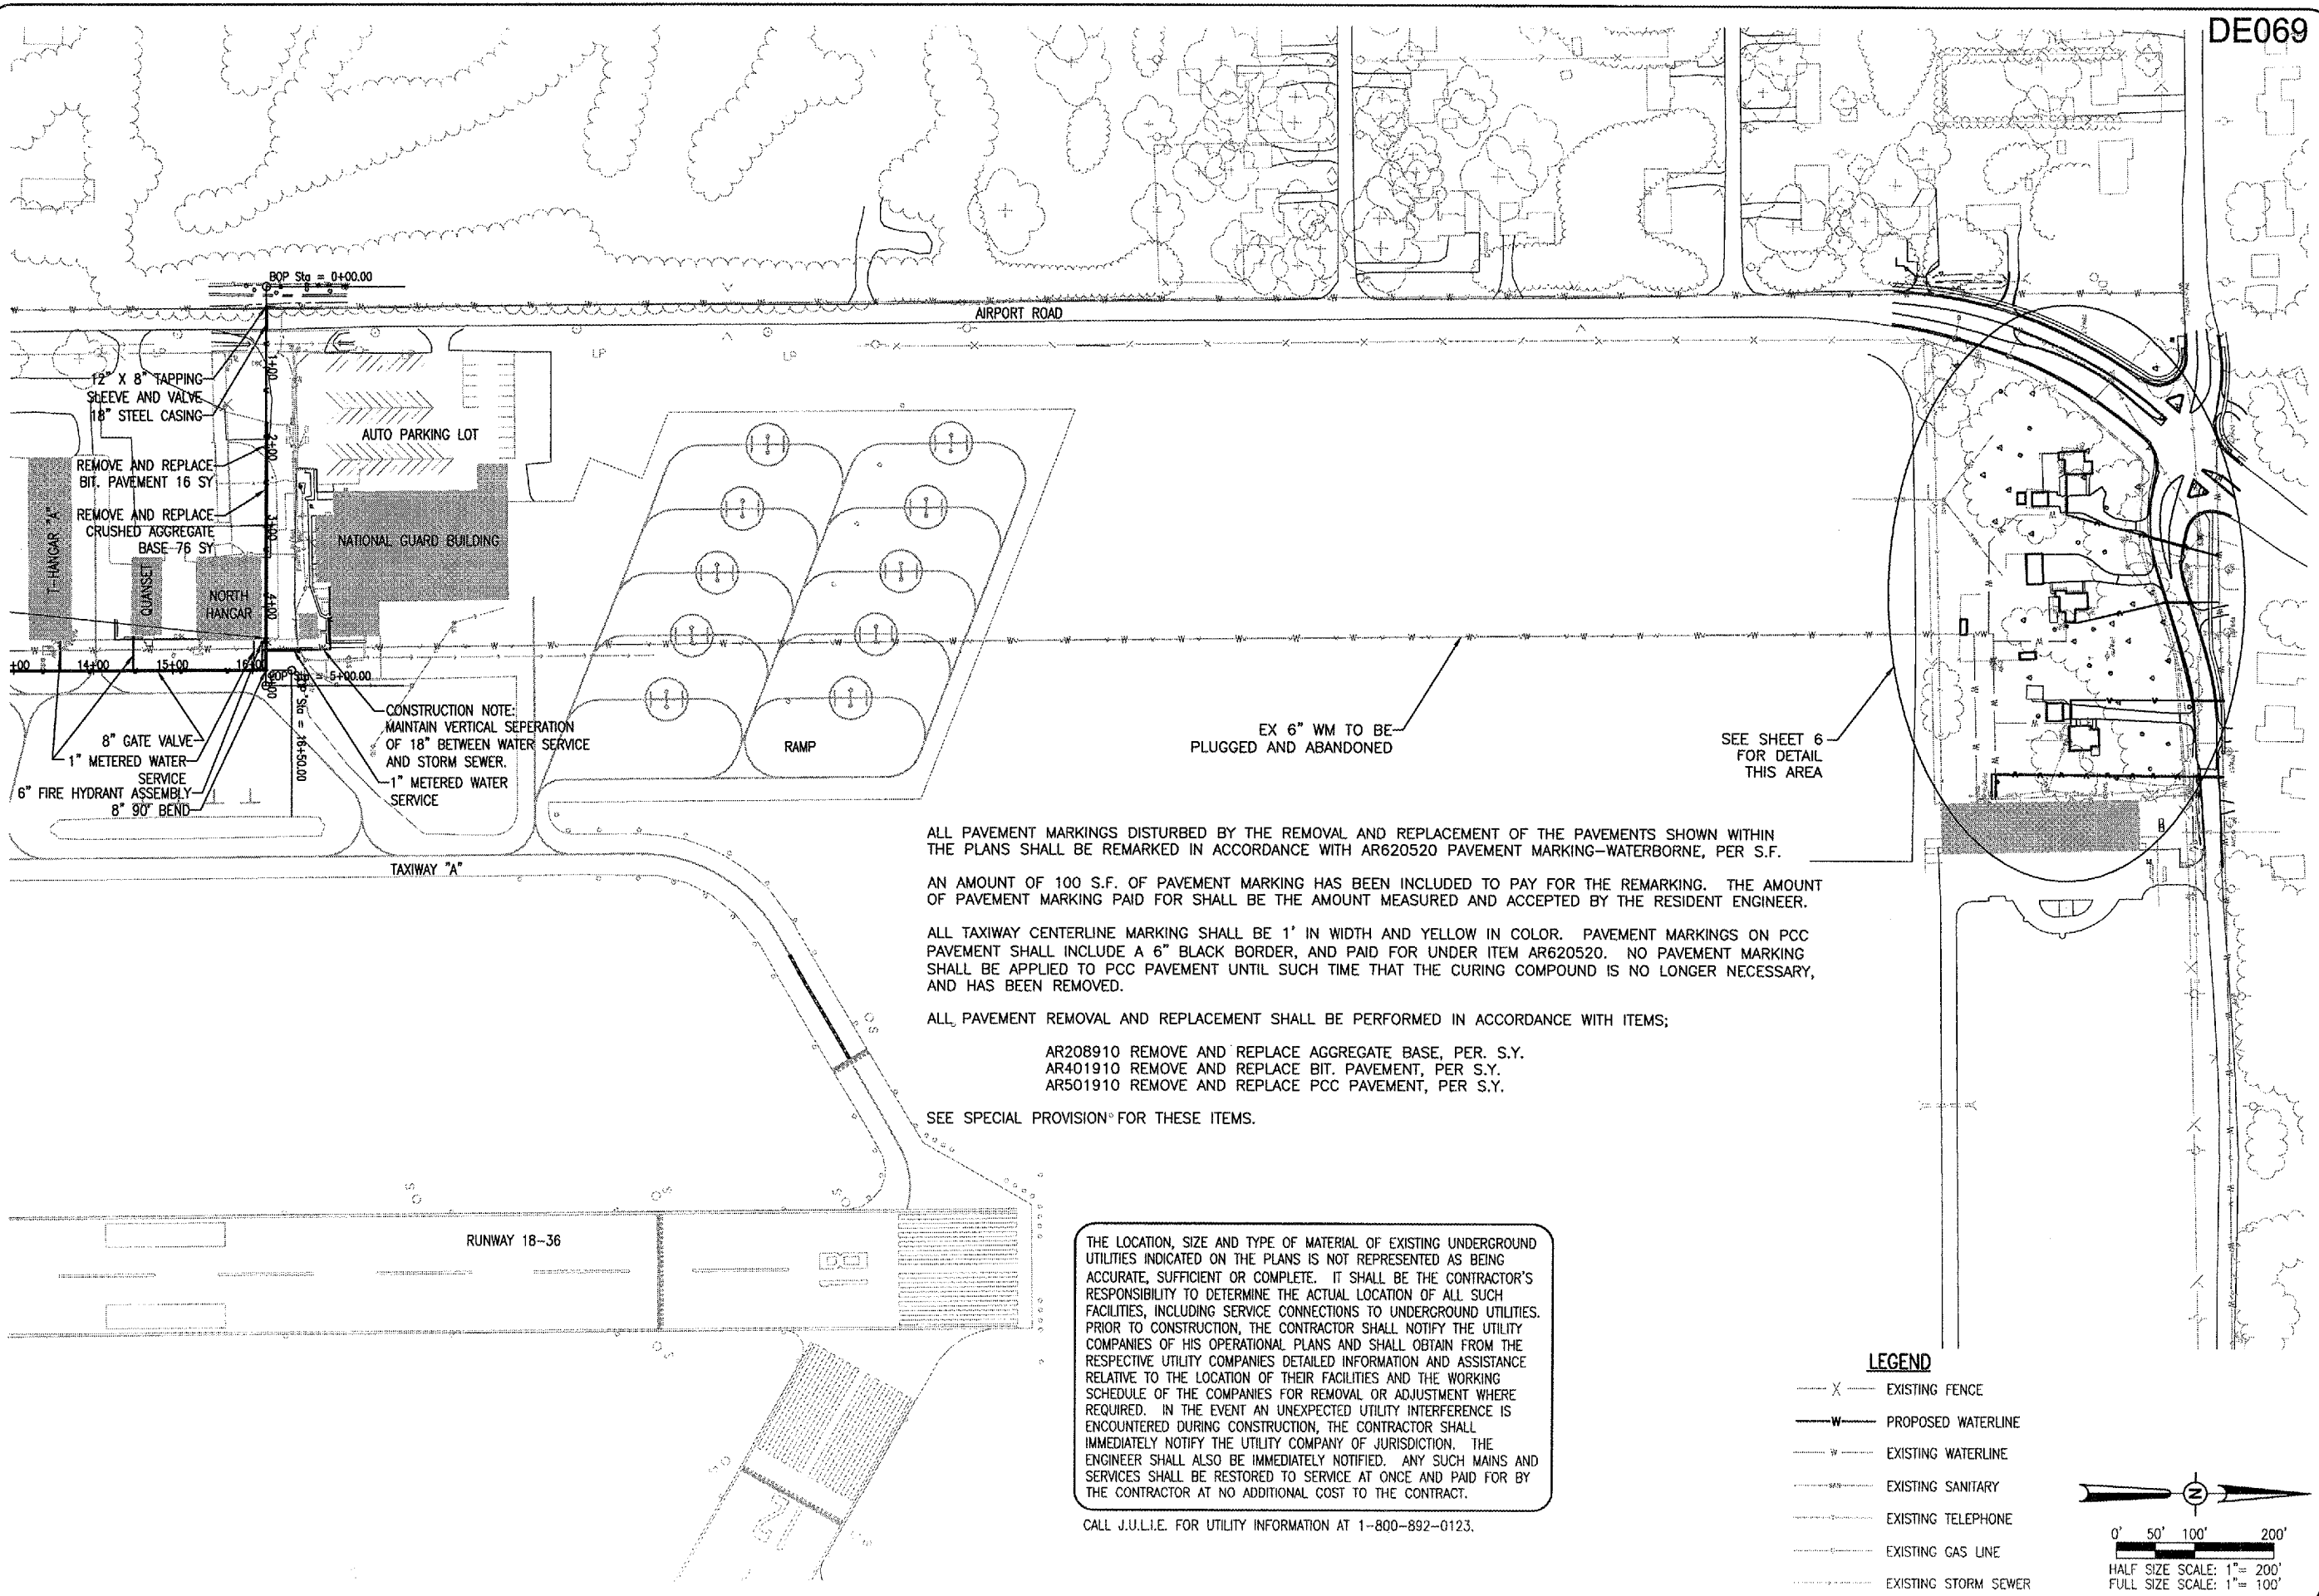 DE069
BOP Sta = 0+00.00
AIRPORT ROAD
LP
LP
1+00
12" X 8" TAPPING
SLEEVE AND VALVE
18" STEEL CASING
AUTO PARKING LOT
2+00
REMOVE AND REPLACE
BIT. PAVEMENT 16 SY
REMOVE AND REPLACE
CRUSHED AGGREGATE
BASE 76 SY
3+00
T-HANGAR "A"
QUANSET
NORTH
HANGAR
NATIONAL GUARD BUILDING
4+00
+00
14+00
15+00
16+00
= 5+00.00
Sta = 16+50.00
CONSTRUCTION NOTE:
MAINTAIN VERTICAL SEPERATION
OF 18" BETWEEN WATER SERVICE
AND STORM SEWER.
1" METERED WATER
SERVICE
8" GATE VALVE
1" METERED WATER
SERVICE
6" FIRE HYDRANT ASSEMBLY
8" 90° BEND
RAMP
EX 6" WM TO BE
PLUGGED AND ABANDONED
SEE SHEET 6
FOR DETAIL
THIS AREA
TAXIWAY "A"
ALL PAVEMENT MARKINGS DISTURBED BY THE REMOVAL AND REPLACEMENT OF THE PAVEMENTS SHOWN WITHIN
THE PLANS SHALL BE REMARKED IN ACCORDANCE WITH AR620520 PAVEMENT MARKING-WATERBORNE, PER S.F.
AN AMOUNT OF 100 S.F. OF PAVEMENT MARKING HAS BEEN INCLUDED TO PAY FOR THE REMARKING. THE AMOUNT
OF PAVEMENT MARKING PAID FOR SHALL BE THE AMOUNT MEASURED AND ACCEPTED BY THE RESIDENT ENGINEER.
ALL TAXIWAY CENTERLINE MARKING SHALL BE 1' IN WIDTH AND YELLOW IN COLOR. PAVEMENT MARKINGS ON PCC
PAVEMENT SHALL INCLUDE A 6" BLACK BORDER, AND PAID FOR UNDER ITEM AR620520. NO PAVEMENT MARKING
SHALL BE APPLIED TO PCC PAVEMENT UNTIL SUCH TIME THAT THE CURING COMPOUND IS NO LONGER NECESSARY,
AND HAS BEEN REMOVED.
ALL PAVEMENT REMOVAL AND REPLACEMENT SHALL BE PERFORMED IN ACCORDANCE WITH ITEMS;
AR208910 REMOVE AND REPLACE AGGREGATE BASE, PER. S.Y.
AR401910 REMOVE AND REPLACE BIT. PAVEMENT, PER S.Y.
AR501910 REMOVE AND REPLACE PCC PAVEMENT, PER S.Y.
SEE SPECIAL PROVISION FOR THESE ITEMS.
RUNWAY 18-36
THE LOCATION, SIZE AND TYPE OF MATERIAL OF EXISTING UNDERGROUND
UTILITIES INDICATED ON THE PLANS IS NOT REPRESENTED AS BEING
ACCURATE, SUFFICIENT OR COMPLETE. IT SHALL BE THE CONTRACTOR'S
RESPONSIBILITY TO DETERMINE THE ACTUAL LOCATION OF ALL SUCH
FACILITIES, INCLUDING SERVICE CONNECTIONS TO UNDERGROUND UTILITIES.
PRIOR TO CONSTRUCTION, THE CONTRACTOR SHALL NOTIFY THE UTILITY
COMPANIES OF HIS OPERATIONAL PLANS AND SHALL OBTAIN FROM THE
RESPECTIVE UTILITY COMPANIES DETAILED INFORMATION AND ASSISTANCE
RELATIVE TO THE LOCATION OF THEIR FACILITIES AND THE WORKING
SCHEDULE OF THE COMPANIES FOR REMOVAL OR ADJUSTMENT WHERE
REQUIRED. IN THE EVENT AN UNEXPECTED UTILITY INTERFERENCE IS
ENCOUNTERED DURING CONSTRUCTION, THE CONTRACTOR SHALL
IMMEDIATELY NOTIFY THE UTILITY COMPANY OF JURISDICTION. THE
ENGINEER SHALL ALSO BE IMMEDIATELY NOTIFIED. ANY SUCH MAINS AND
SERVICES SHALL BE RESTORED TO SERVICE AT ONCE AND PAID FOR BY
THE CONTRACTOR AT NO ADDITIONAL COST TO THE CONTRACT.
CALL J.U.L.I.E. FOR UTILITY INFORMATION AT 1-800-892-0123.
LEGEND
X EXISTING FENCE
W PROPOSED WATERLINE
W EXISTING WATERLINE
SAN EXISTING SANITARY
EXISTING TELEPHONE
EXISTING GAS LINE
EXISTING STORM SEWER
N
0' 50' 100' 200'
HALF SIZE SCALE: 1"= 200'
FULL SIZE SCALE: 1"= 100'